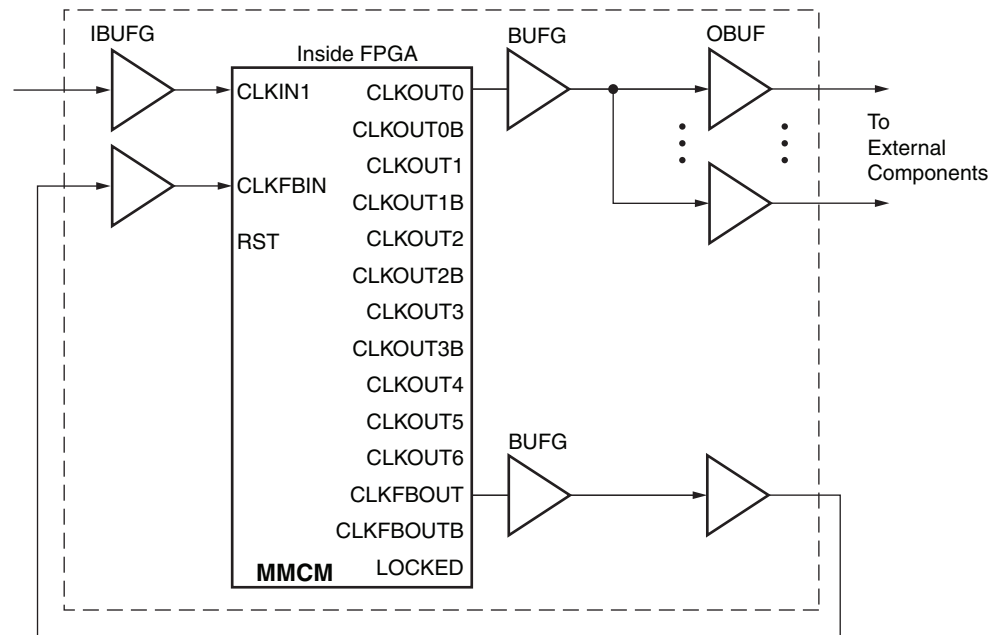 IBUFG
BUFG
OBUF
Inside FPGA
CLKIN1
CLKFBIN
RST
CLKOUT0
CLKOUT0B
CLKOUT1
CLKOUT1B
CLKOUT2
CLKOUT2B
CLKOUT3
CLKOUT3B
CLKOUT4
CLKOUT5
CLKOUT6
CLKFBOUT
CLKFBOUTB
LOCKED
MMCM
BUFG
To
External
Components